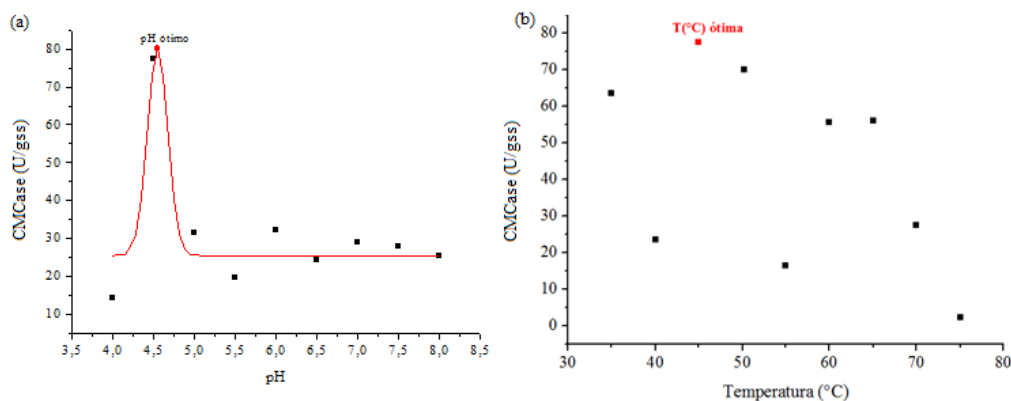 (a)
pH ótimo
CMCase (U/gss)
80
70
60
50
40
30
20
10
3,5 4,0 4,5 5,0 5,5 6,0 6,5 7,0 7,5 8,0 8,5
pH
(b)
T(°C) ótima
CMCase (U/gss)
80
70
60
50
40
30
20
10
0
30 40 50 60 70 80
Temperatura (°C)